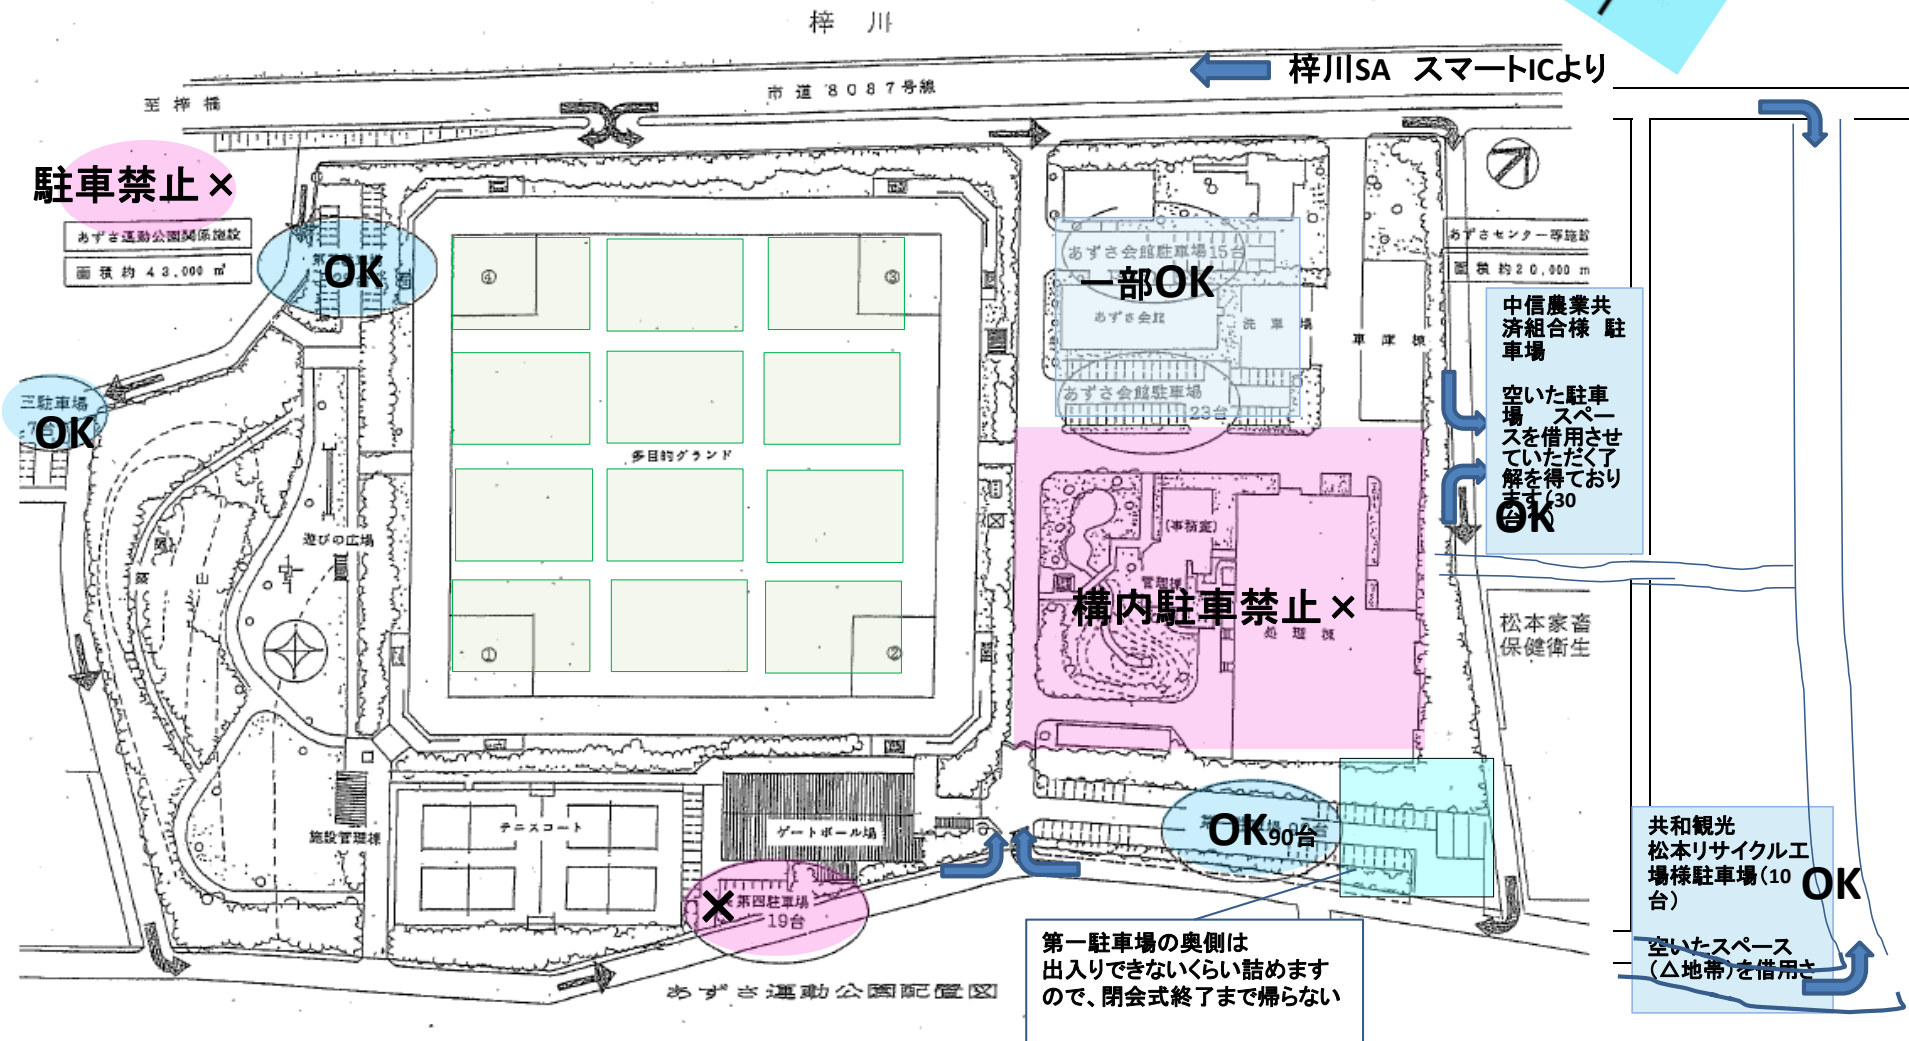 梓川
梓川SA スマートICより
市道8087号線
至梓橋
駐車禁止×
あずさ運動公園関係施設
面積約43,000㎡
OK
三駐車場
OK
④
③
①
②
多目的グランド
遊びの広場
築山
施設管理棟
テニスコート
ゲートボール場
×
第四駐車場
19台
あずさ運動公園配置図
あずさ会館駐車場15台
一部OK
あずさ会館
洗車場
車庫棟
あずさ会館駐車場
23台
(事務室)
管理棟
構内駐車禁止×
処理棟
OK90台
第一駐車場の奥側は
出入りできないくらい詰めます
ので、閉会式終了まで帰らない
あずさセンター等施設
面積約20,000m
中信農業共
済組合様 駐
車場
空いた駐車
場 スペー
スを借用させ
ていただく了
解を得ており
ます(30
OK
松本家畜
保健衛生
共和観光
松本リサイクル工
場様駐車場(10
台)
OK
空いたスペース
(△地帯)を借用さ